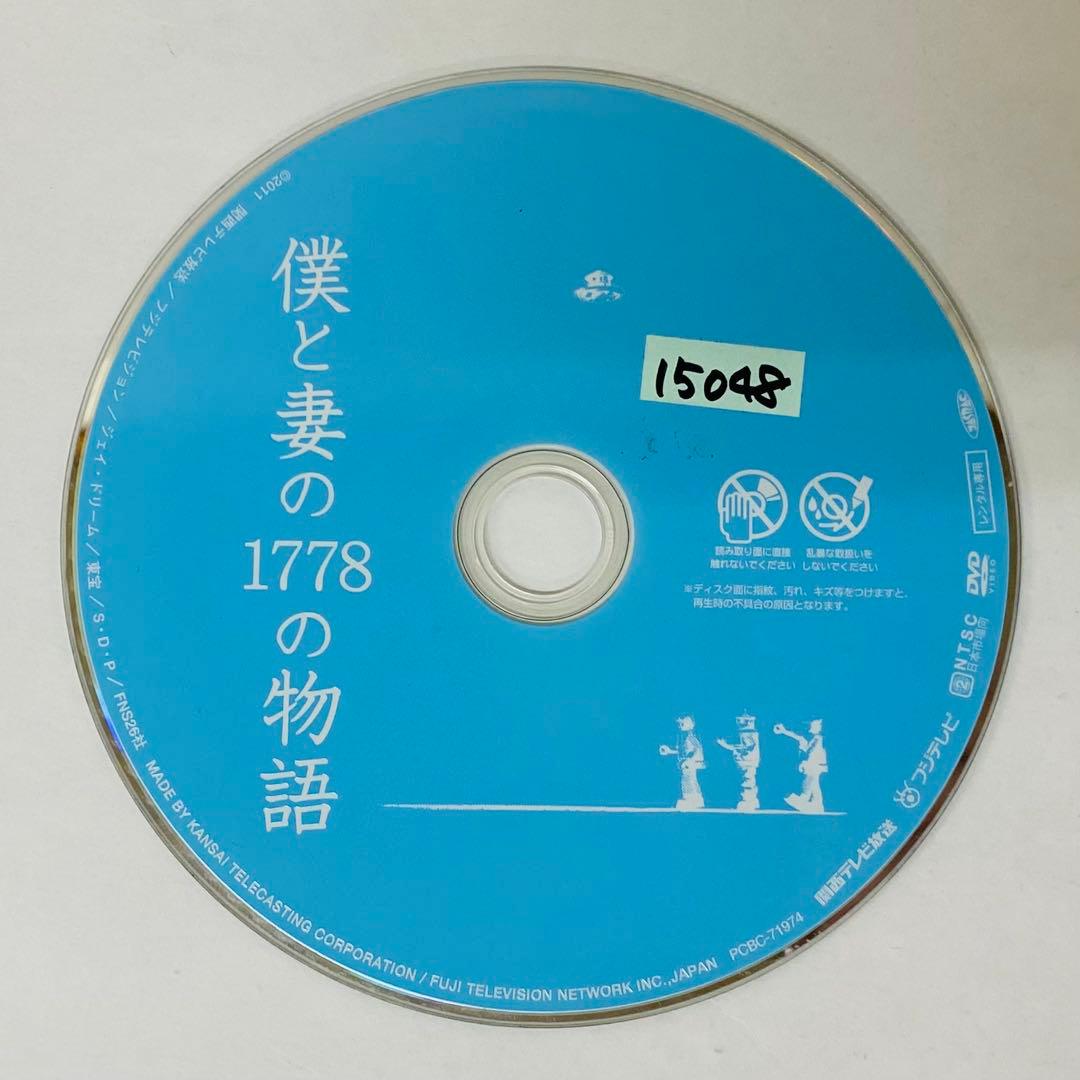 僕と妻の1778の物語
15048
読み取り面に直接
触れないでください
乱暴な取扱いを
しないでください
※ディスク面に指紋、汚れ、キズ等をつけますと、
再生時の不具合の原因となります。
JASRAC
レンタル専用
DVD
VIDEO
2 NTSC
日本市場向
フジテレビ
関西テレビ放送
PCBC-71974
©2011 関西テレビ放送 / フジテレビジョン / ジェイ・ドリーム / 東宝 / S・D・P / FNS26社 MADE BY KANSAI TELECASTING CORPORATION / FUJI TELEVISION NETWORK INC.,JAPAN